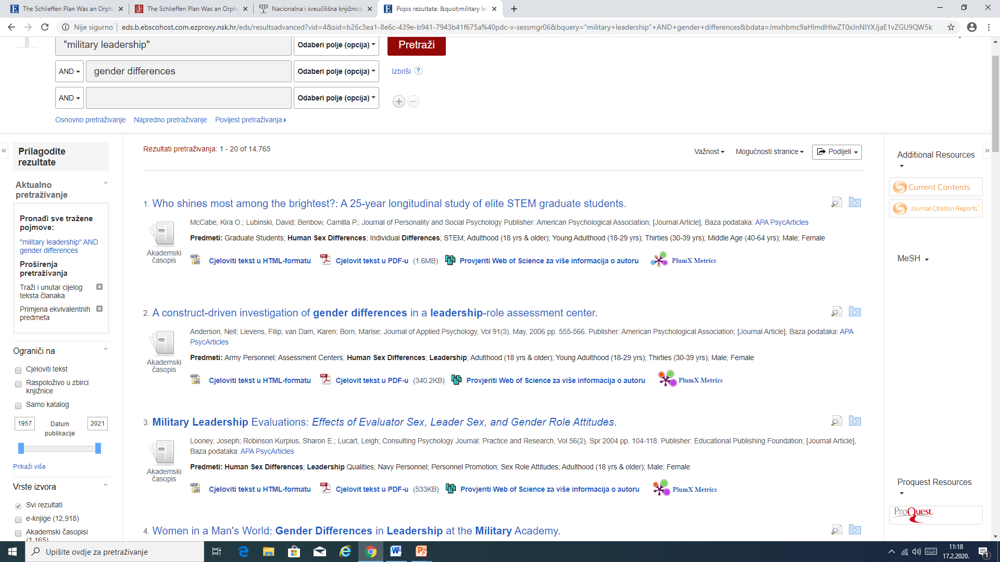 The Schlieffen Plan Was an Orpha
The Schlieffen Plan Was an Orpha
Nacionalna i sveučilišna knjižnica
Popis rezultata: &quot;military le
Nije sigurno
eds.b.ebscohost.com.ezproxy.nsk.hr/eds/resultsadvanced?vid=4&sid=b26c3ea1-8e6c-439e-b941-7943b41f675a%40pdc-v-sessmgr06&bquery="military+leadership"+AND+gender+differences&bdata=Jmxhbmc9aHImdHlwZT0xJnNlYXJjaE1vZGU9QW5k
"military leadership"
Odaberi polje (opcija)
Pretraži
AND
gender differences
Odaberi polje (opcija)
Izbriši
?
AND
Odaberi polje (opcija)
Osnovno pretraživanje
Napredno pretraživanje
Povijest pretraživanja
Prilagodite
rezultate
Aktualno
pretraživanje
Pronađi sve tražene
pojmove:
"military leadership" AND
gender differences
Proširenja
pretraživanja
Traži i unutar cijelog
teksta članaka
Primjena ekvivalentnih
predmeta
Ograniči na
Cjeloviti tekst
Raspoloživo u zbirci
knjižnice
Samo katalog
1957
Datum
publikacije
2021
Prikaži više
Vrste izvora
Svi rezultati
e-knjige (12,918)
Akademski časopisi
(1,165)
Rezultati pretraživanja: 1 - 20 of 14,765
Važnost
Mogućnosti stranice
Podijeli
1. Who shines most among the brightest?: A 25-year longitudinal study of elite STEM graduate students.
McCabe, Kira O.; Lubinski, David; Benbow, Camilla P.; Journal of Personality and Social Psychology Publisher: American Psychological Association; [Journal Article], Baza podataka: APA PsycArticles
Predmeti: Graduate Students; Human Sex Differences; Individual Differences; STEM; Adulthood (18 yrs & older); Young Adulthood (18-29 yrs); Thirties (30-39 yrs); Middle Age (40-64 yrs); Male; Female
Akademski
časopis
Cjeloviti tekst u HTML-formatu
Cjelovit tekst u PDF-u (1.6MB)
Provjeriti Web of Science za više informacija o autoru
PlumX Metrics
2. A construct-driven investigation of gender differences in a leadership-role assessment center.
Anderson, Neil; Lievens, Filip; van Dam, Karen; Born, Marise; Journal of Applied Psychology, Vol 91(3), May, 2006 pp. 555-566. Publisher: American Psychological Association; [Journal Article], Baza podataka: APA
PsycArticles
Predmeti: Army Personnel; Assessment Centers; Human Sex Differences; Leadership; Adulthood (18 yrs & older); Young Adulthood (18-29 yrs); Thirties (30-39 yrs); Male; Female
Akademski
časopis
Cjeloviti tekst u HTML-formatu
Cjelovit tekst u PDF-u (340.2KB)
Provjeriti Web of Science za više informacija o autoru
PlumX Metrics
3. Military Leadership Evaluations: Effects of Evaluator Sex, Leader Sex, and Gender Role Attitudes.
Looney, Joseph; Robinson Kurpius, Sharon E.; Lucart, Leigh; Consulting Psychology Journal: Practice and Research, Vol 56(2), Spr 2004 pp. 104-118. Publisher: Educational Publishing Foundation; [Journal Article],
Baza podataka: APA PsycArticles
Predmeti: Human Sex Differences; Leadership Qualities; Navy Personnel; Personnel Promotion; Sex Role Attitudes; Adulthood (18 yrs & older); Male; Female
Akademski
časopis
Cjeloviti tekst u HTML-formatu
Cjelovit tekst u PDF-u (533KB)
Provjeriti Web of Science za više informacija o autoru
PlumX Metrics
4. Women in a Man's World: Gender Differences in Leadership at the Military Academy.
Additional Resources
Current Contents
Journal Citation Reports
MeSH
Proquest Resources
ProQuest
Upišite ovdje za pretraživanje
11:18
17.2.2020.
1